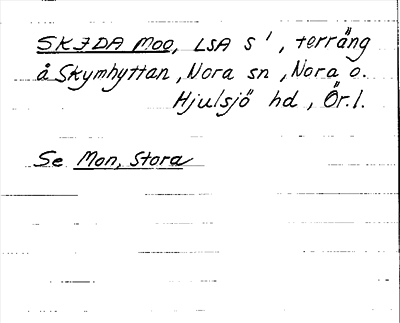 SKIDA Moo, LSA S', terräng
å Skymhyttan, Nora sn, Nora o.
Hjulsjö hd, Ör.l.
Se Mon, Stora